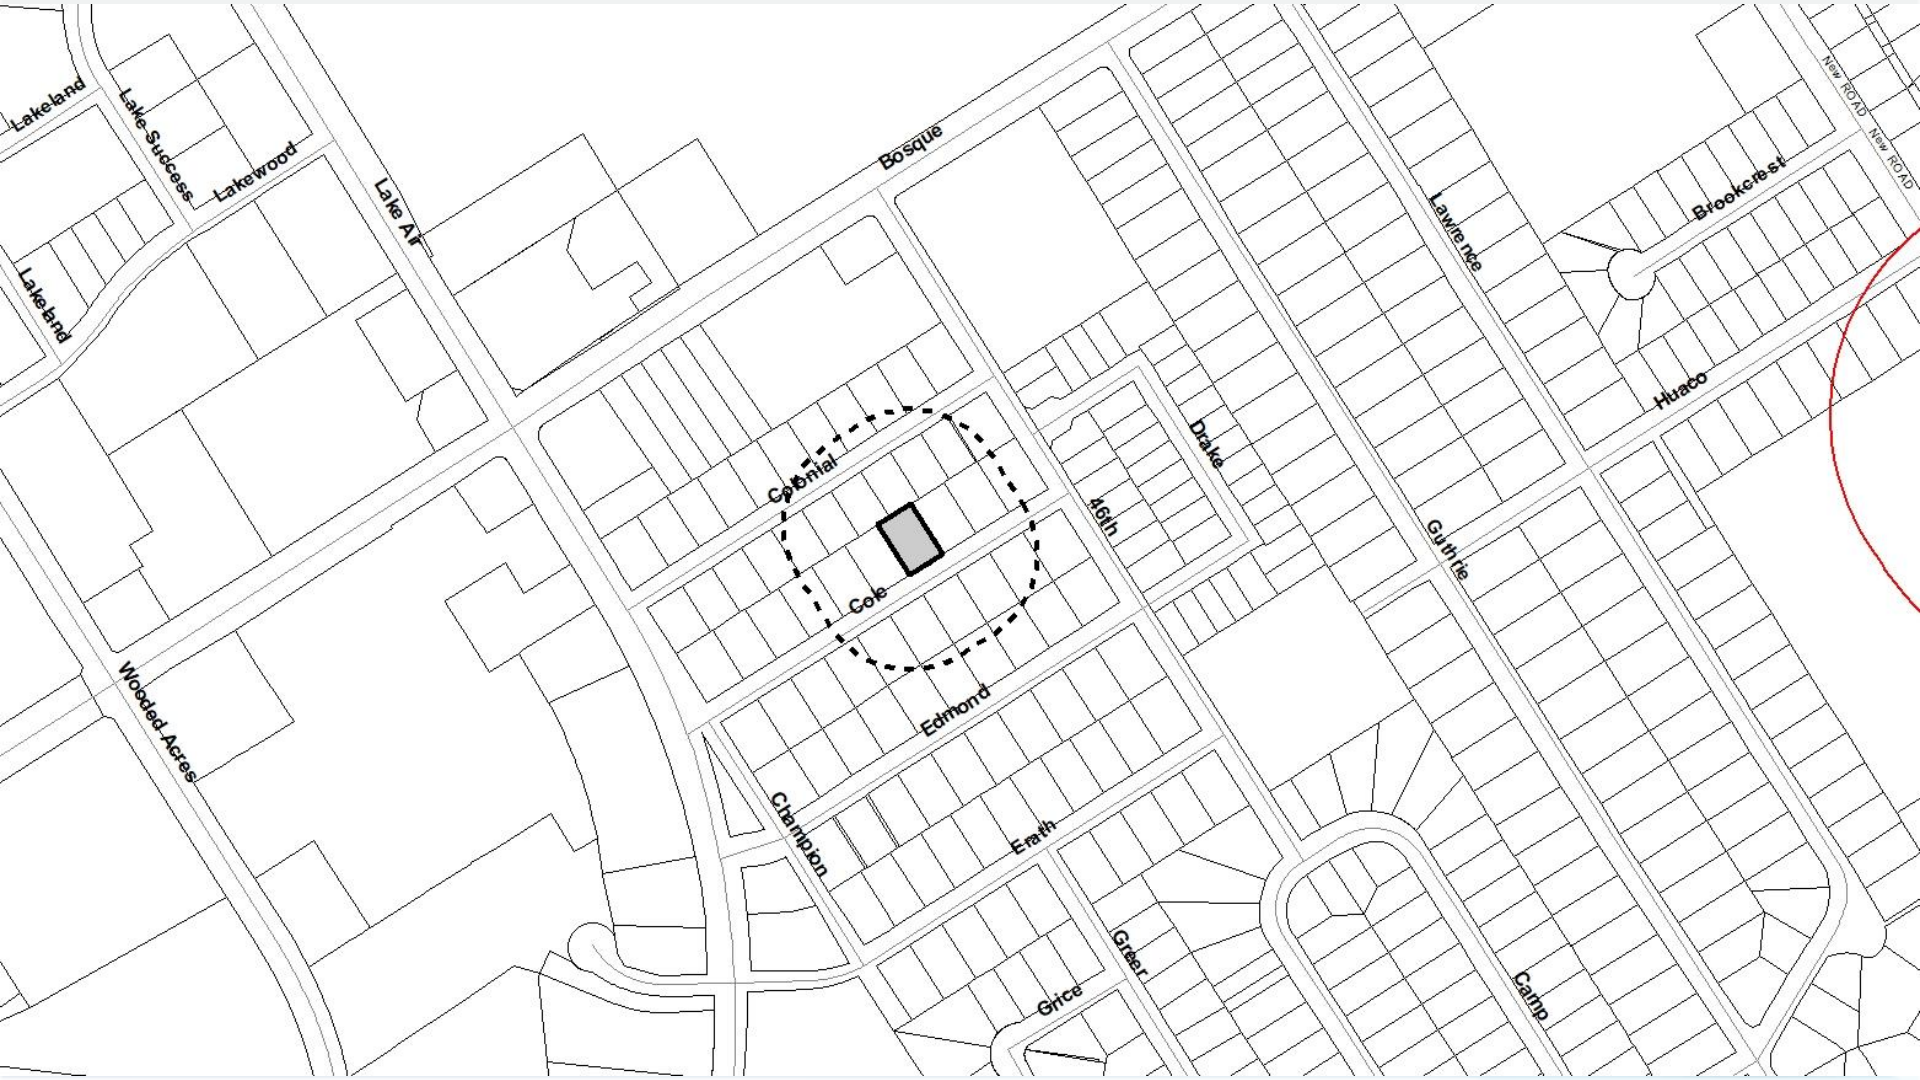 New ROAD
Lakeland
Lake Success
Bosque
New ROAD
Lakewood
Brookcrest
Lake Air
Lawrence
Lakeland
Huaco
Drake
Colonial
46th
Guthrie
Cole
Edmond
Wooded Acres
Champion
Erath
Greer
Grice
Camp